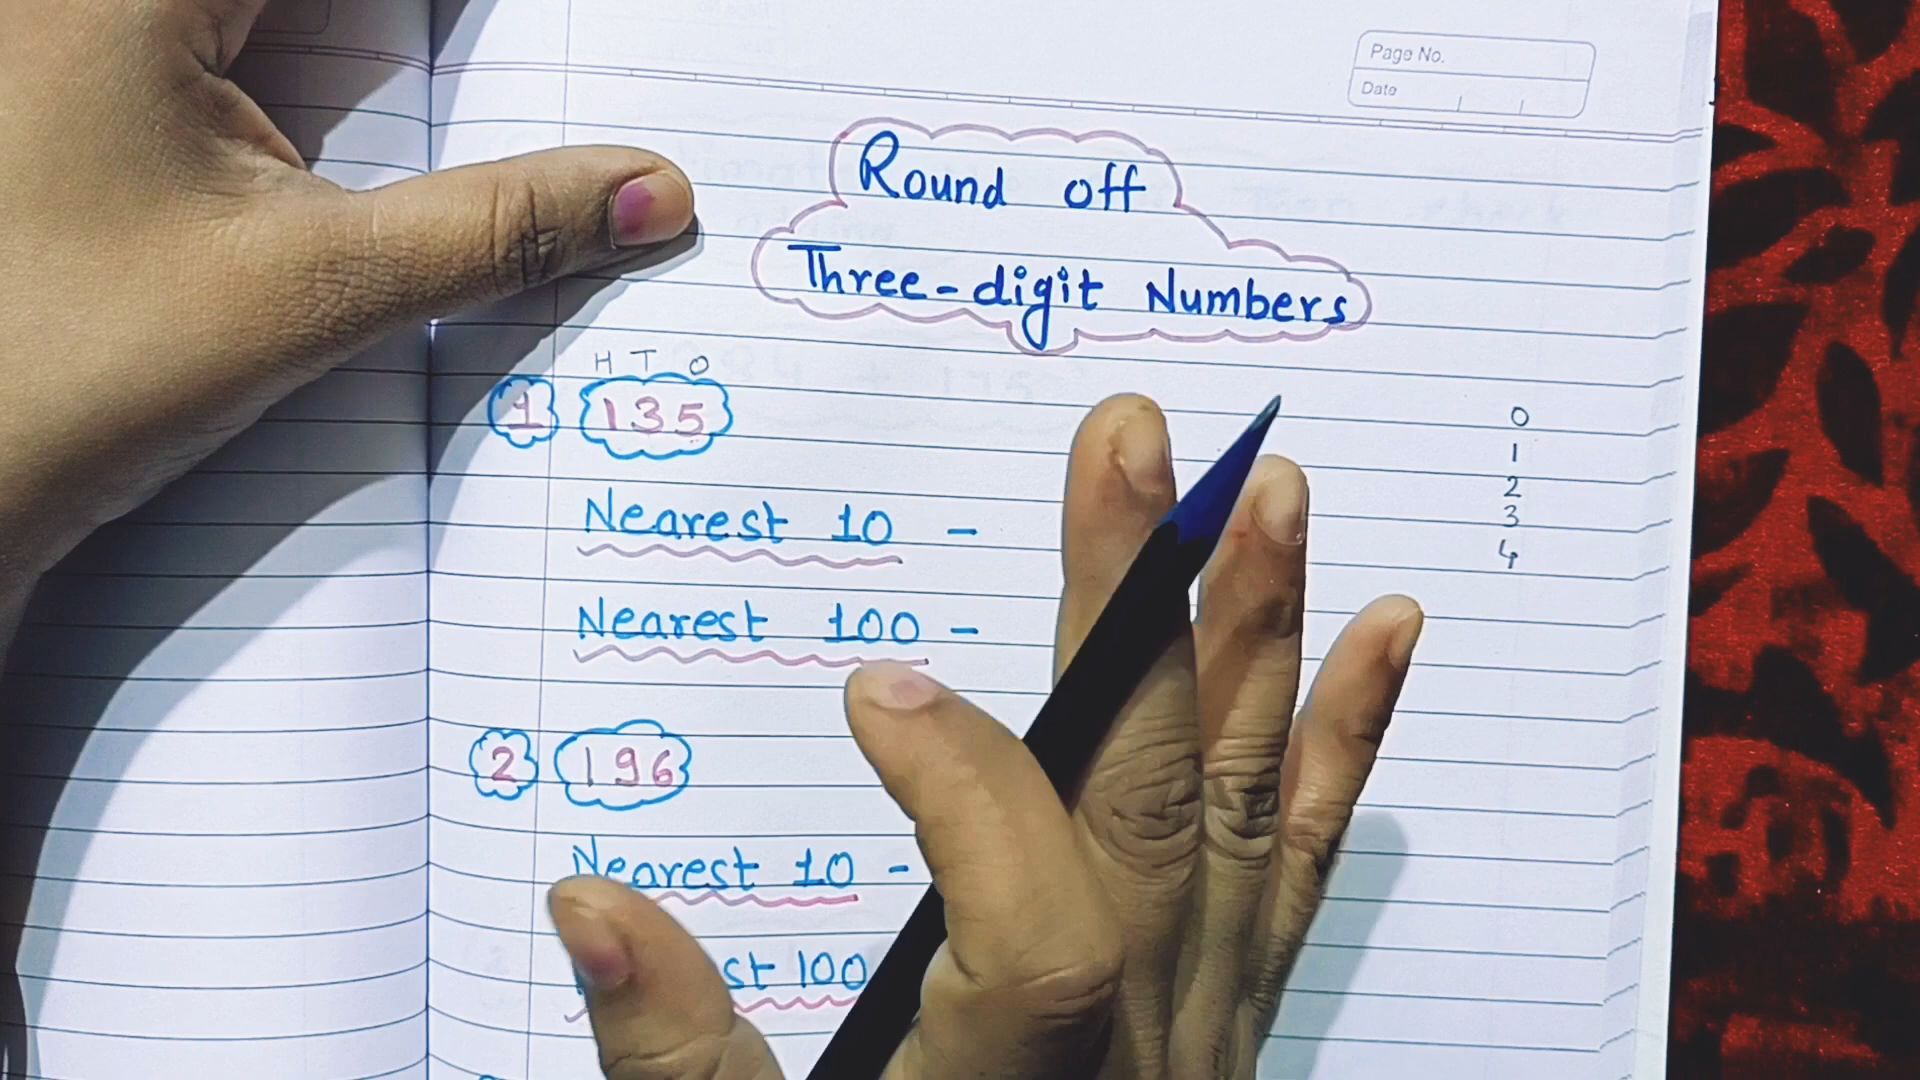 Page No.
Date
Round off
Three-digit Numbers
H T O
1 135
0
1
2
3
4
Nearest 10 -
Nearest 100 -
2 196
Nearest 10 -
st 100